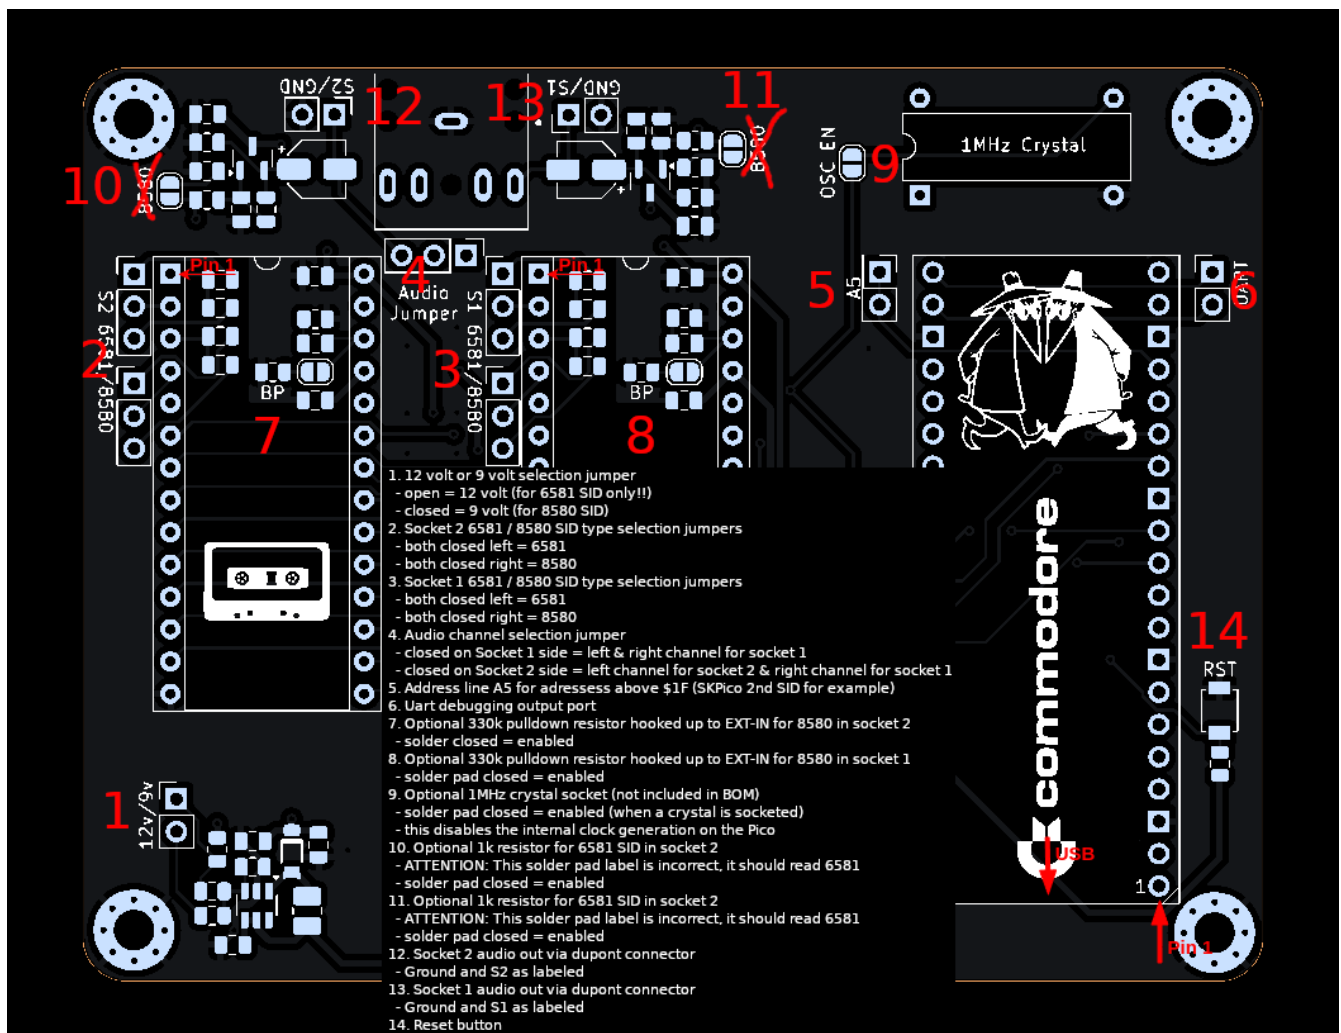 S2/GND
12
13
GND/S1
11
8580
10
8580
OSC EN
9
1MHz Crystal
Pin 1
4
Audio
Jumper
Pin 1
5
A5
6
UART
S2 6581/8580
2
S1 6581/8580
3
BP
7
BP
8
1. 12 volt or 9 volt selection jumper
- open = 12 volt (for 6581 SID only!!)
- closed = 9 volt (for 8580 SID)
2. Socket 2 6581 / 8580 SID type selection jumpers
- both closed left = 6581
- both closed right = 8580
3. Socket 1 6581 / 8580 SID type selection jumpers
- both closed left = 6581
- both closed right = 8580
4. Audio channel selection jumper
- closed on Socket 1 side = left & right channel for socket 1
- closed on Socket 2 side = left channel for socket 2 & right channel for socket 1
5. Address line A5 for adressess above $1F (SKPico 2nd SID for example)
6. Uart debugging output port
7. Optional 330k pulldown resistor hooked up to EXT-IN for 8580 in socket 2
- solder closed = enabled
8. Optional 330k pulldown resistor hooked up to EXT-IN for 8580 in socket 1
- solder pad closed = enabled
9. Optional 1MHz crystal socket (not included in BOM)
- solder pad closed = enabled (when a crystal is socketed)
- this disables the internal clock generation on the Pico
10. Optional 1k resistor for 6581 SID in socket 2
- ATTENTION: This solder pad label is incorrect, it should read 6581
- solder pad closed = enabled
11. Optional 1k resistor for 6581 SID in socket 2
- ATTENTION: This solder pad label is incorrect, it should read 6581
- solder pad closed = enabled
12. Socket 2 audio out via dupont connector
- Ground and S2 as labeled
13. Socket 1 audio out via dupont connector
- Ground and S1 as labeled
14. Reset button
commodore
14
RST
1
12v/9v
USB
1
Pin 1